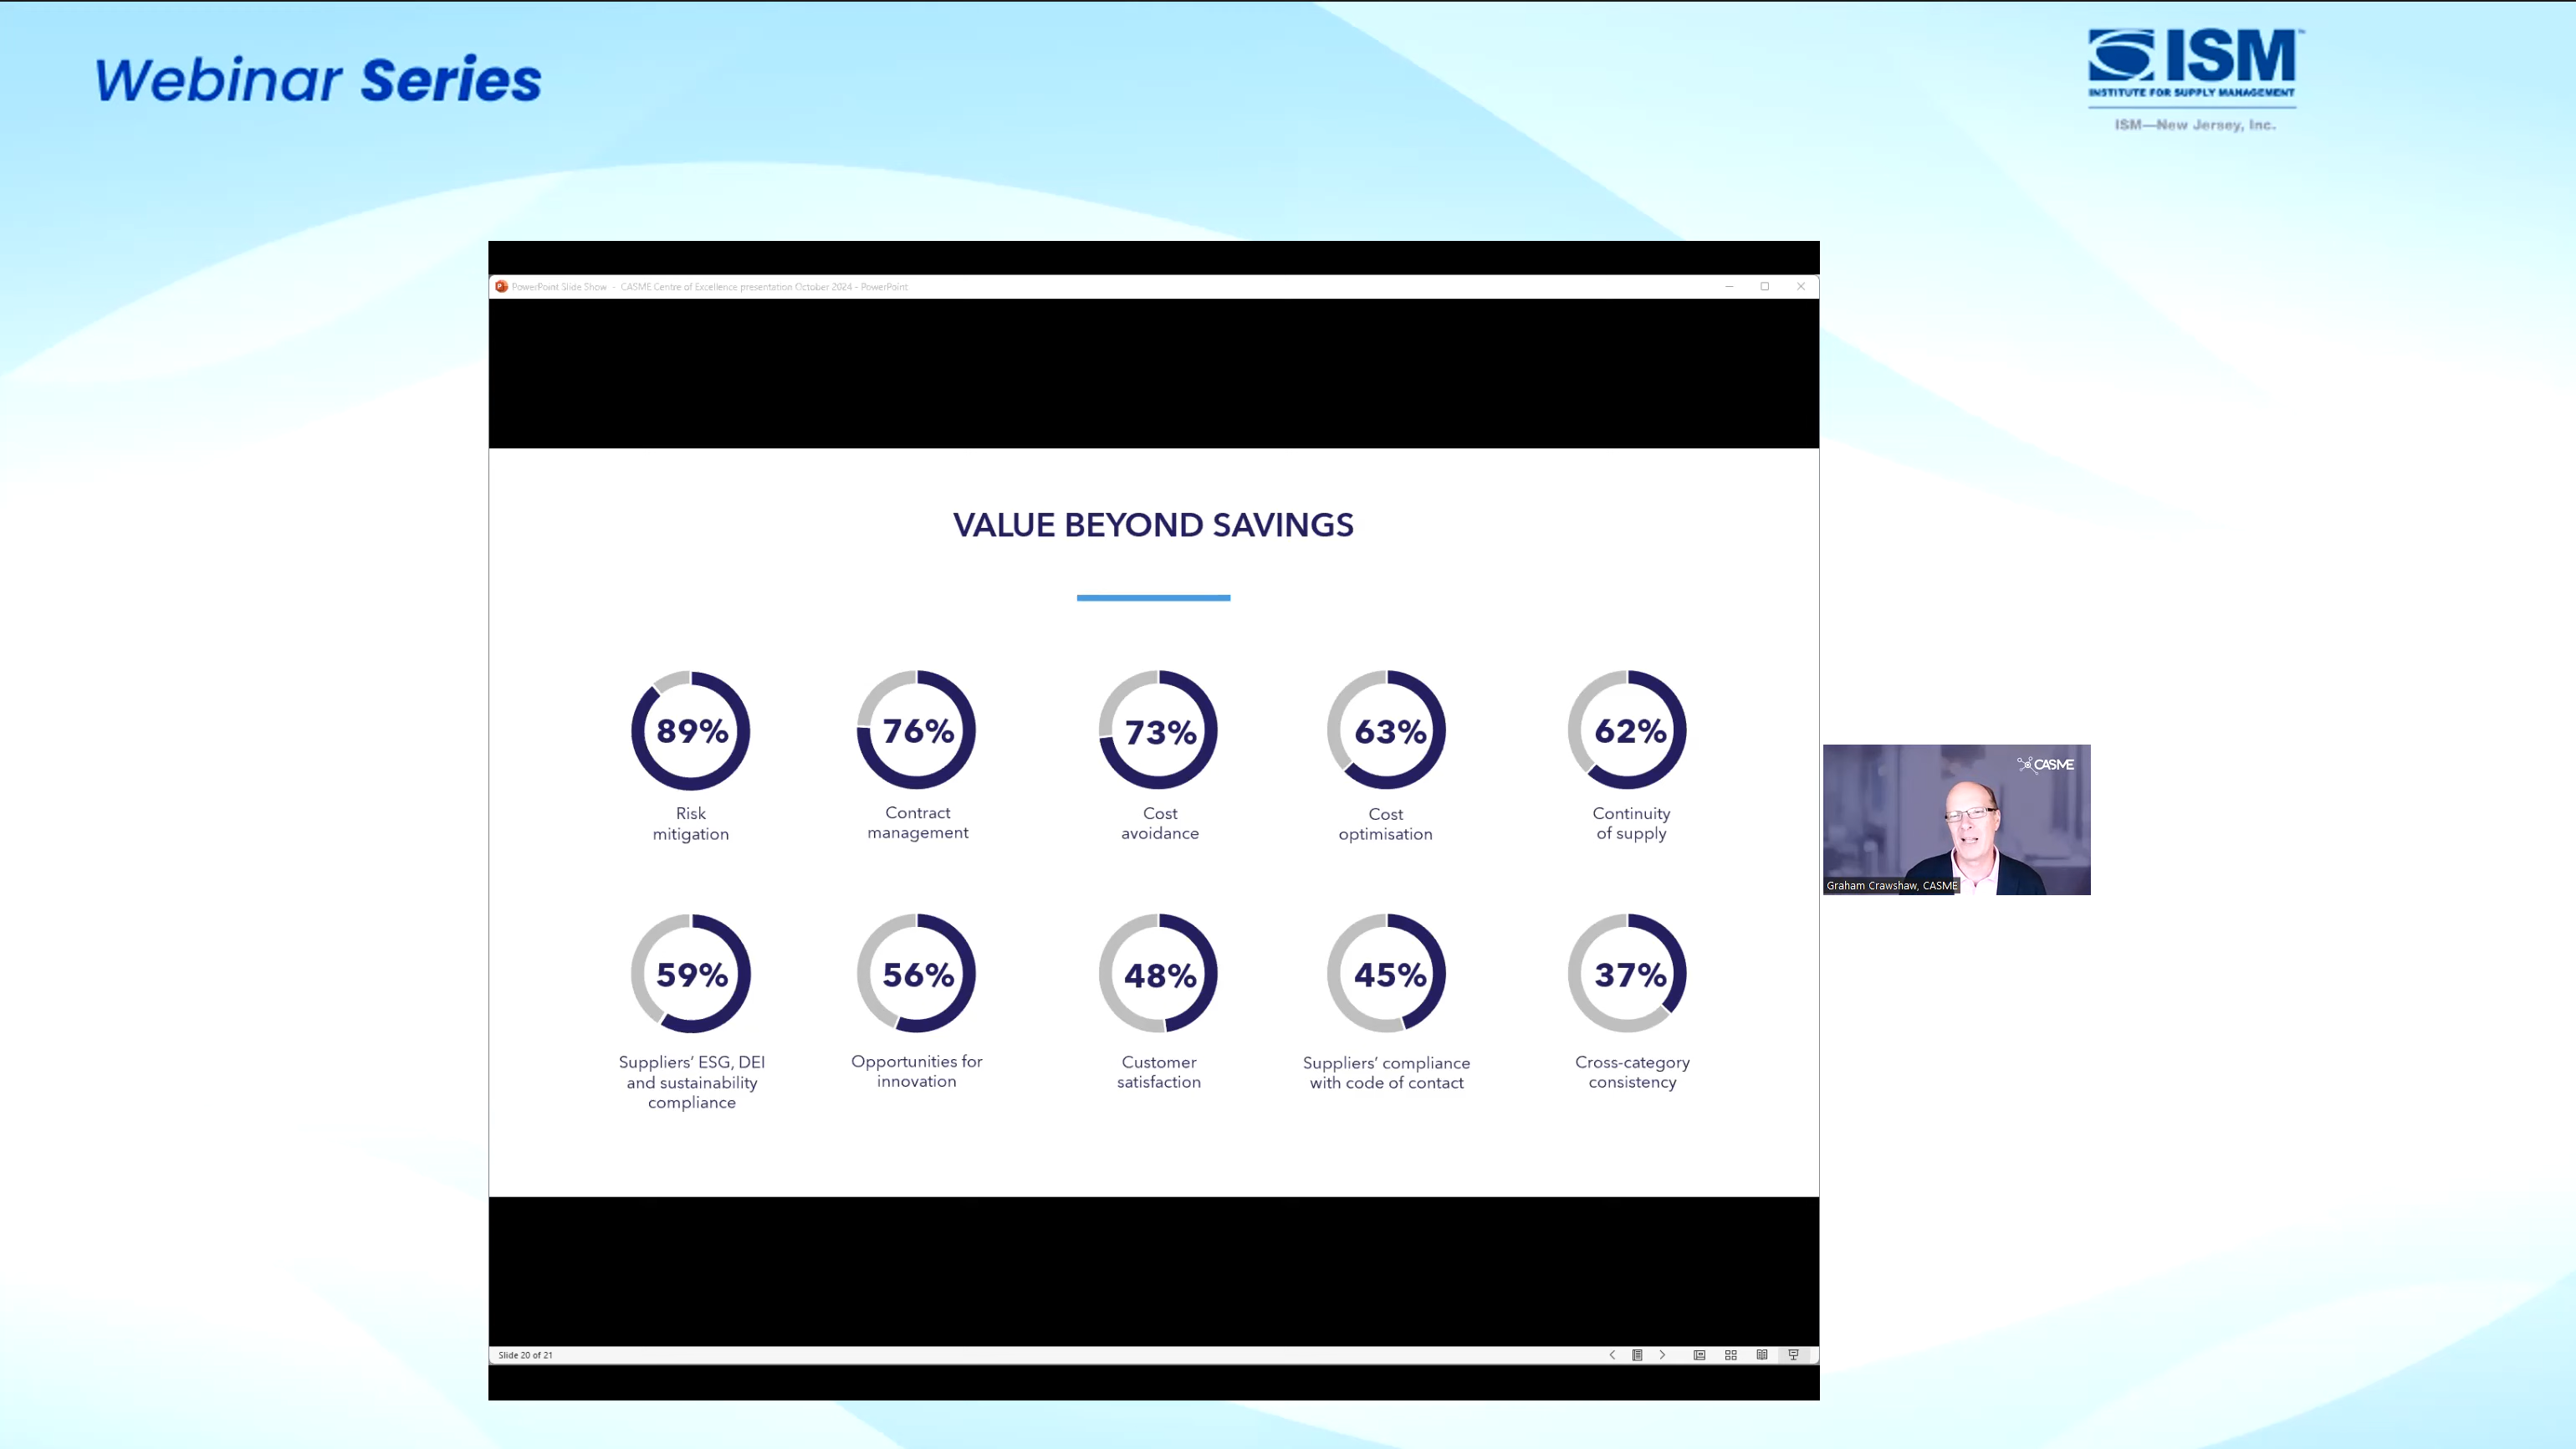 Webinar Series
ISM
INSTITUTE FOR SUPPLY MANAGEMENT
ISM—New Jersey, Inc.
PowerPoint Slide Show - CASME Centre of Excellence presentation October 2024 - PowerPoint
VALUE BEYOND SAVINGS
89%
Risk
mitigation
76%
Contract
management
73%
Cost
avoidance
63%
Cost
optimisation
62%
Continuity
of supply
59%
Suppliers’ ESG, DEI
and sustainability
compliance
56%
Opportunities for
innovation
48%
Customer
satisfaction
45%
Suppliers’ compliance
with code of contact
37%
Cross-category
consistency
CASME
Graham Crawshaw, CASME
Slide 20 of 21